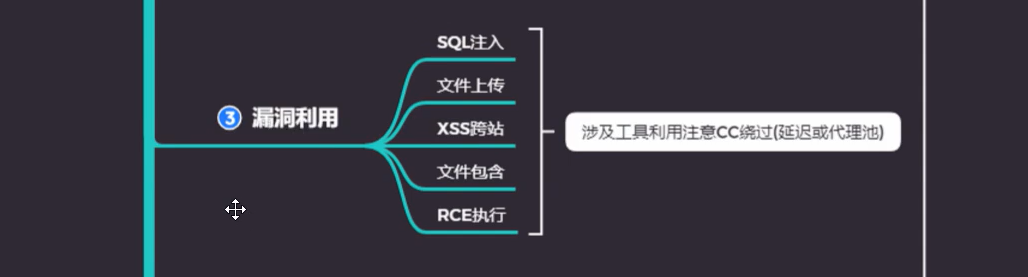 3 漏洞利用
SQL注入
文件上传
XSS跨站
文件包含
RCE执行
涉及工具利用注意CC绕过(延迟或代理池)